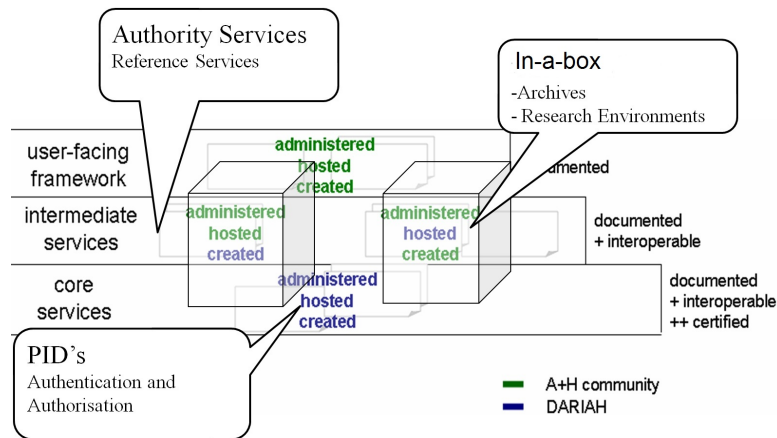 Authority Services
Reference Services
In-a-box
-Archives
- Research Environments
user-facing
framework
administered
hosted
created
umented
intermediate
services
administered
hosted
created
administered
hosted
created
documented
+ interoperable
core
services
administered
hosted
created
documented
+ interoperable
++ certified
PID's
Authentication and
Authorisation
A+H community
DARIAH